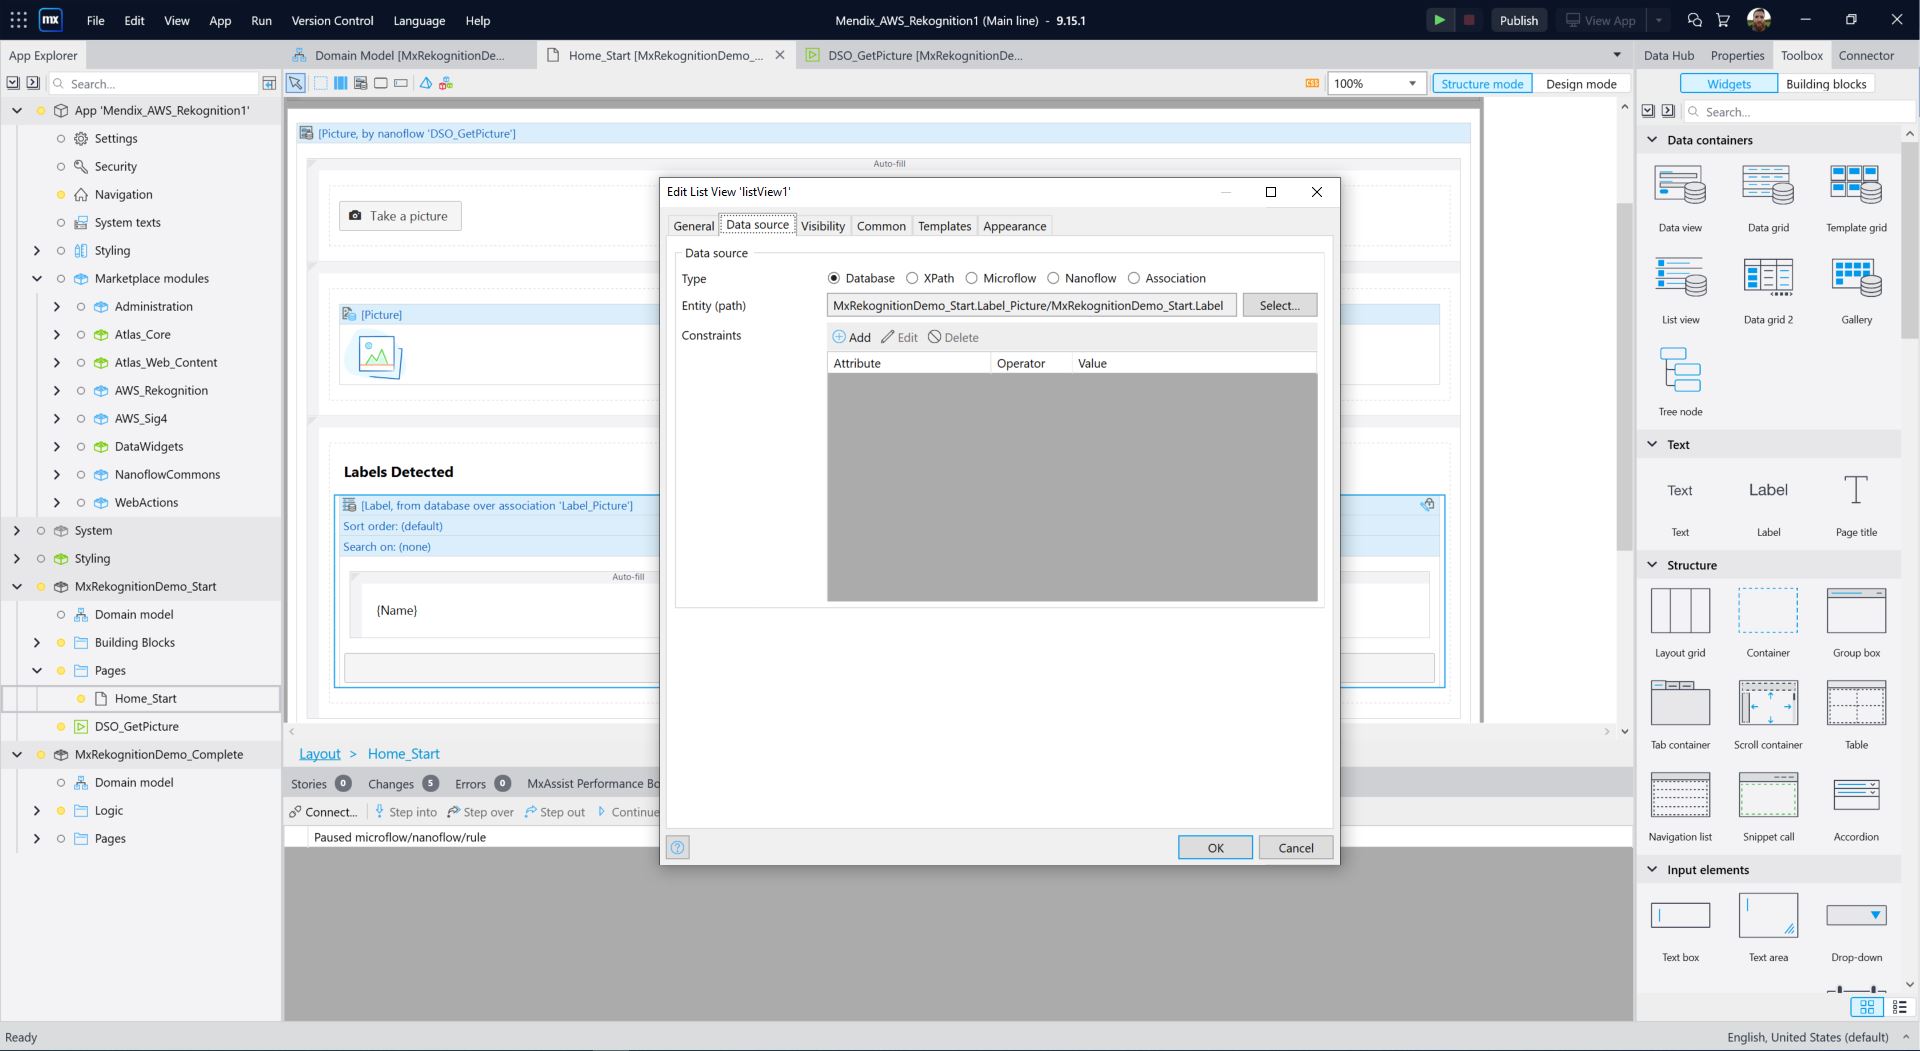 mx File Edit View App Run Version Control Language Help
Mendix_AWS_Rekognition1 (Main line) - 9.15.1
Publish View App
App Explorer
Domain Model [MxRekognitionDe...
Home_Start [MxRekognitionDemo_...
DSO_GetPicture [MxRekognitionDe...
Data Hub Properties Toolbox Connector
Search...
100%
Structure mode Design mode
Widgets Building blocks
Search...
App 'Mendix_AWS_Rekognition1'
Settings
Security
Navigation
System texts
Styling
Marketplace modules
Administration
Atlas_Core
Atlas_Web_Content
AWS_Rekognition
AWS_Sig4
DataWidgets
NanoflowCommons
WebActions
System
Styling
MxRekognitionDemo_Start
Domain model
Building Blocks
Pages
Home_Start
DSO_GetPicture
MxRekognitionDemo_Complete
Domain model
Logic
Pages
[Picture, by nanoflow 'DSO_GetPicture']
Auto-fill
Take a picture
[Picture]
Labels Detected
[Label, from database over association 'Label_Picture']
Sort order: (default)
Search on: (none)
Auto-fill
{Name}
Layout > Home_Start
Stories 0 Changes 5 Errors 0 MxAssist Performance Bo
Connect... Step into Step over Step out Continue
Paused microflow/nanoflow/rule
Edit List View 'listView1'
General Data source Visibility Common Templates Appearance
Data source
Type Database XPath Microflow Nanoflow Association
Entity (path) MxRekognitionDemo_Start.Label_Picture/MxRekognitionDemo_Start.Label Select...
Constraints Add Edit Delete
Attribute Operator Value
OK Cancel
Data containers
Data view Data grid Template grid
List view Data grid 2 Gallery
Tree node
Text
Text Label
Text Label Page title
Structure
Layout grid Container Group box
Tab container Scroll container Table
Navigation list Snippet call Accordion
Input elements
Text box Text area Drop-down
Ready
English, United States (default)